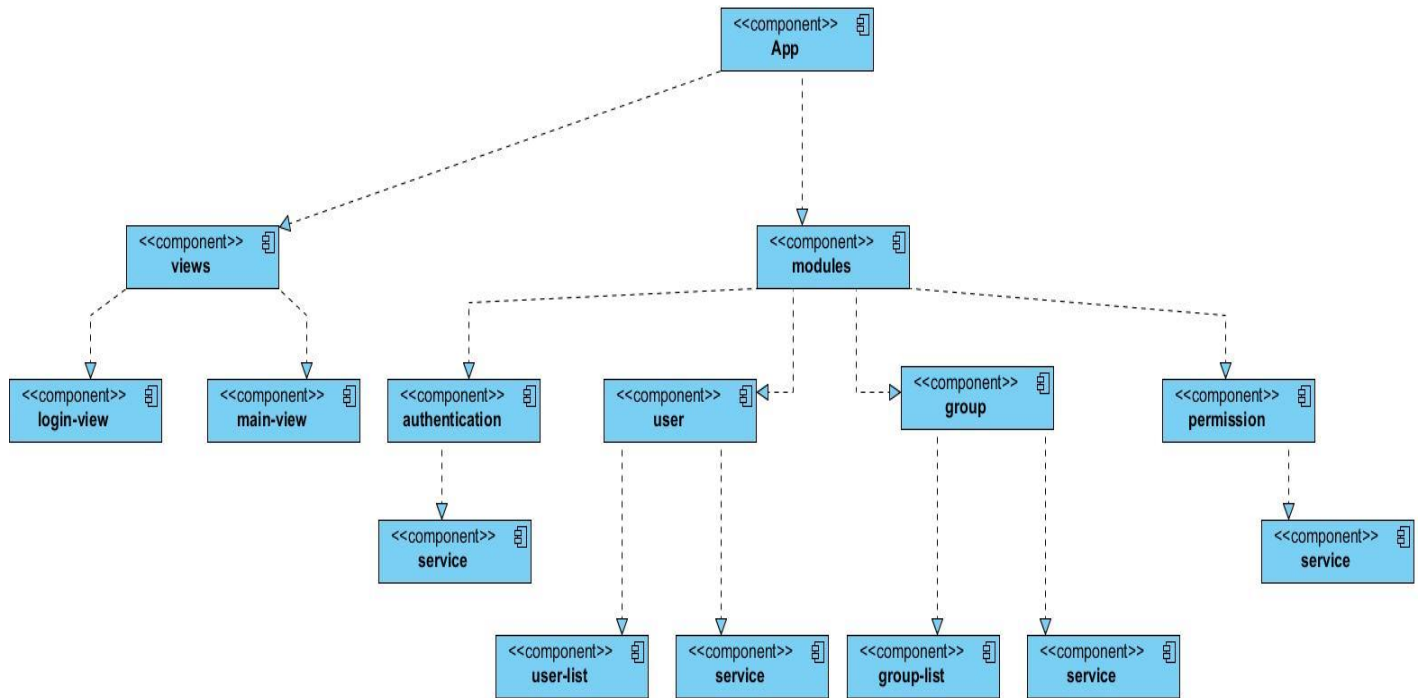 <<component>>
App
<<component>>
views
<<component>>
modules
<<component>>
login-view
<<component>>
main-view
<<component>>
authentication
<<component>>
user
<<component>>
group
<<component>>
permission
<<component>>
service
<<component>>
service
<<component>>
user-list
<<component>>
service
<<component>>
group-list
<<component>>
service